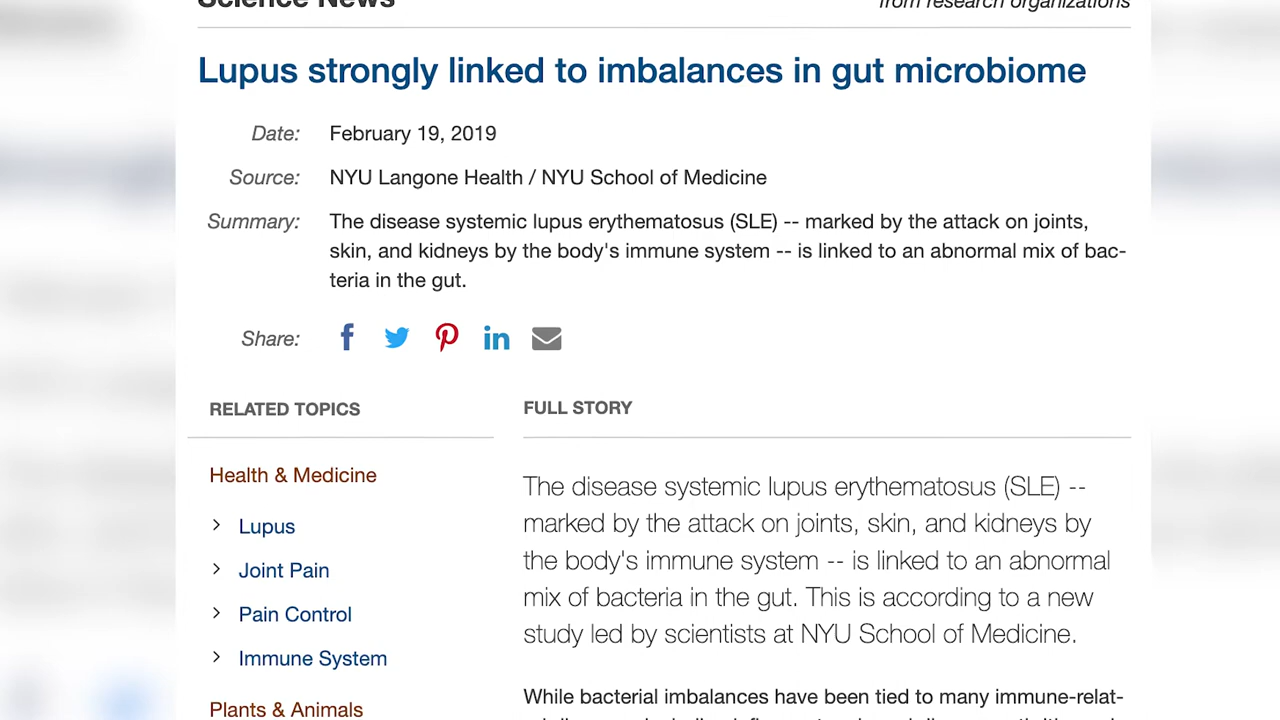 Science News
from research organizations
Lupus strongly linked to imbalances in gut microbiome
Date: February 19, 2019
Source: NYU Langone Health / NYU School of Medicine
Summary: The disease systemic lupus erythematosus (SLE) -- marked by the attack on joints,
skin, and kidneys by the body's immune system -- is linked to an abnormal mix of bac-
teria in the gut.
Share:
RELATED TOPICS
Health & Medicine
Lupus
Joint Pain
Pain Control
Immune System
Plants & Animals
FULL STORY
The disease systemic lupus erythematosus (SLE) --
marked by the attack on joints, skin, and kidneys by
the body's immune system -- is linked to an abnormal
mix of bacteria in the gut. This is according to a new
study led by scientists at NYU School of Medicine.
While bacterial imbalances have been tied to many immune-relat-